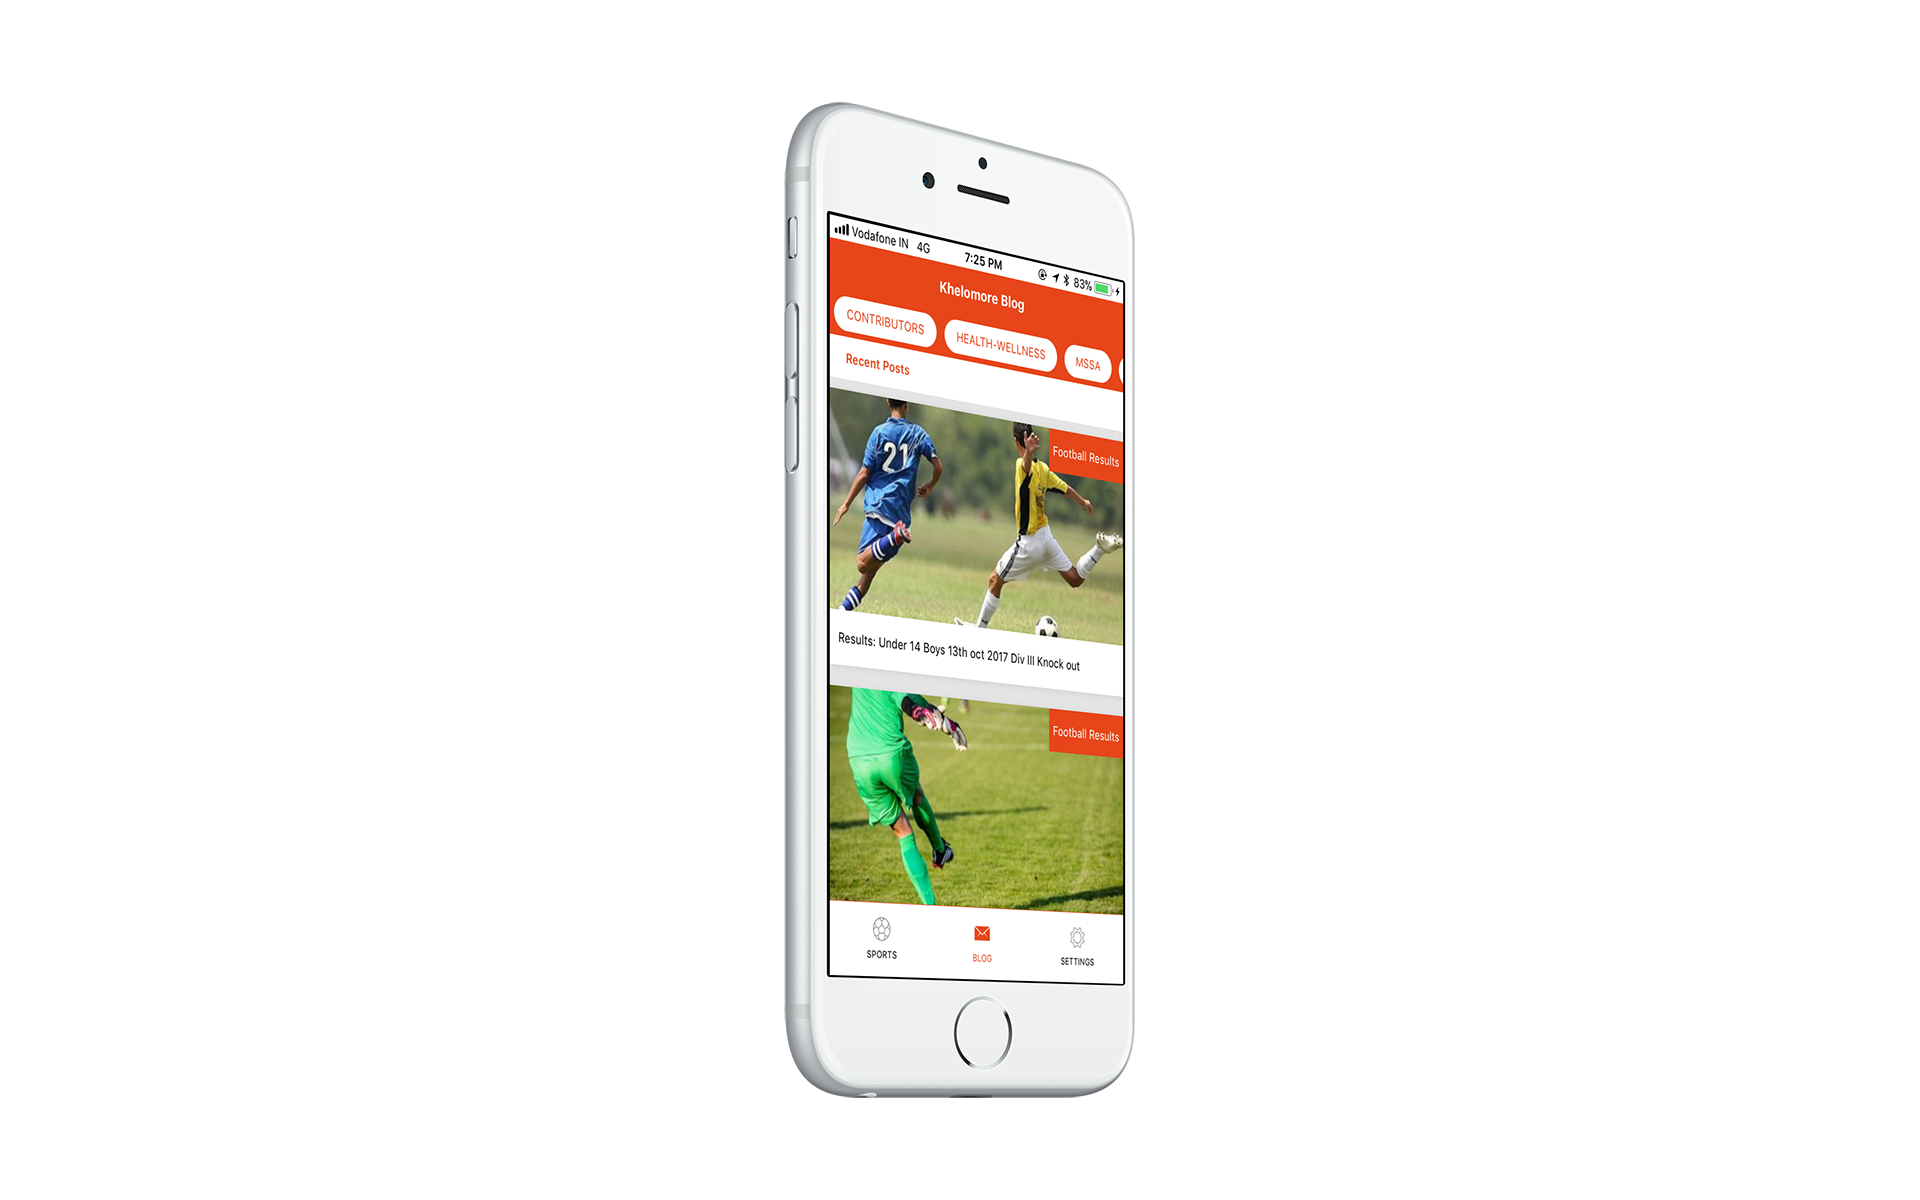 Vodafone IN 4G 7:25 PM 83%
Khelomore Blog
CONTRIBUTORS HEALTH-WELLNESS MSSA
Recent Posts
21
Football Results
Results: Under 14 Boys 13th oct 2017 Div III Knock out
Football Results
SPORTS BLOG SETTINGS